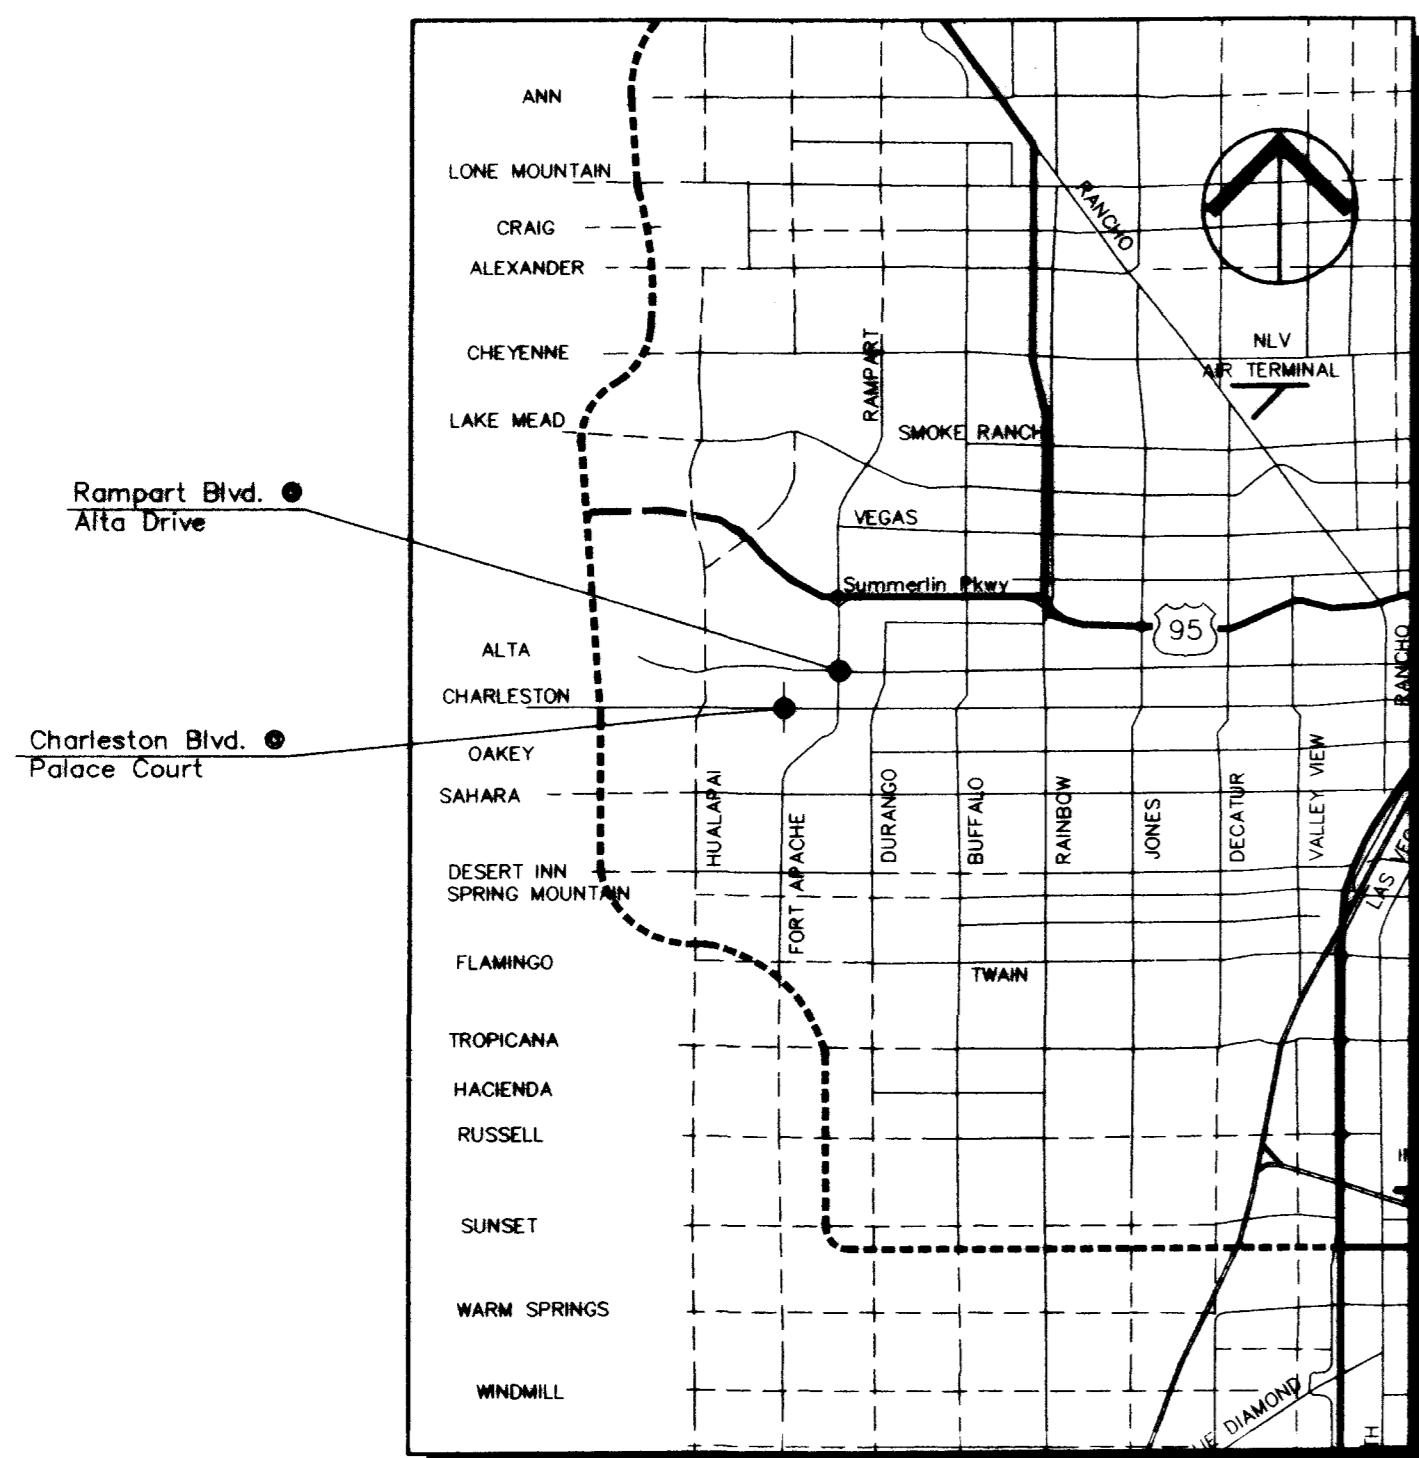 ANN
LONE MOUNTAIN
CRAIG
ALEXANDER
CHEYENNE
LAKE MEAD
RANCHO
NLV
AIR TERMINAL
RAMPART
SMOKE RANCH
Rampart Blvd. @
Alta Drive
VEGAS
Summerlin Pkwy
95
ALTA
RANCHO
CHARLESTON
Charleston Blvd. @
Palace Court
OAKEY
SAHARA
HUALAPAI
FORT APACHE
DURANGO
BUFFALO
RAINBOW
JONES
DECATUR
VALLEY VIEW
DESERT INN
SPRING MOUNTAIN
LAS VEG
FLAMINGO
TWAIN
TROPICANA
HACIENDA
RUSSELL
SUNSET
WARM SPRINGS
WINDMILL
UE DIAMOND